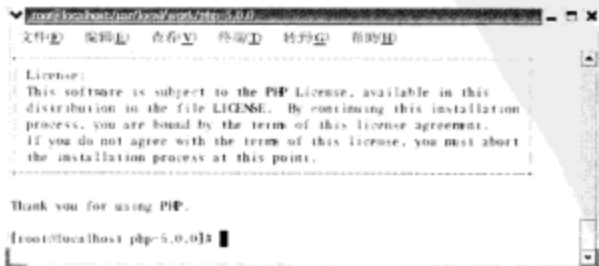 root@localhost:/usr/local/work/php-5.0.0
文件(F) 编辑(E) 查看(V) 终端(T) 转到(G) 帮助(H)
License:
This software is subject to the PHP License, available in this
distribution in the file LICENSE. By continuing this installation
process, you are bound by the terms of this license agreement.
If you do not agree with the terms of this license, you must abort
the installation process at this point.
Thank you for using PHP.
[root@localhost php-5.0.0]#